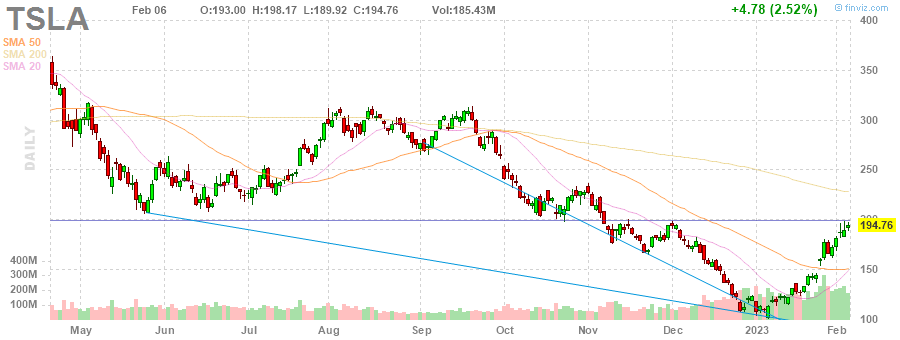 TSLA Feb 06 O:193.00 H:198.17 L:189.92 C:194.76 Vol:185.43M +4.78 (2.52%) © finviz.com
SMA 50
SMA 200
SMA 20
DAILY
400
350
300
250
200
194.76
150
100
400M
300M
200M
100M
May Jun Jul Aug Sep Oct Nov Dec 2023 Feb